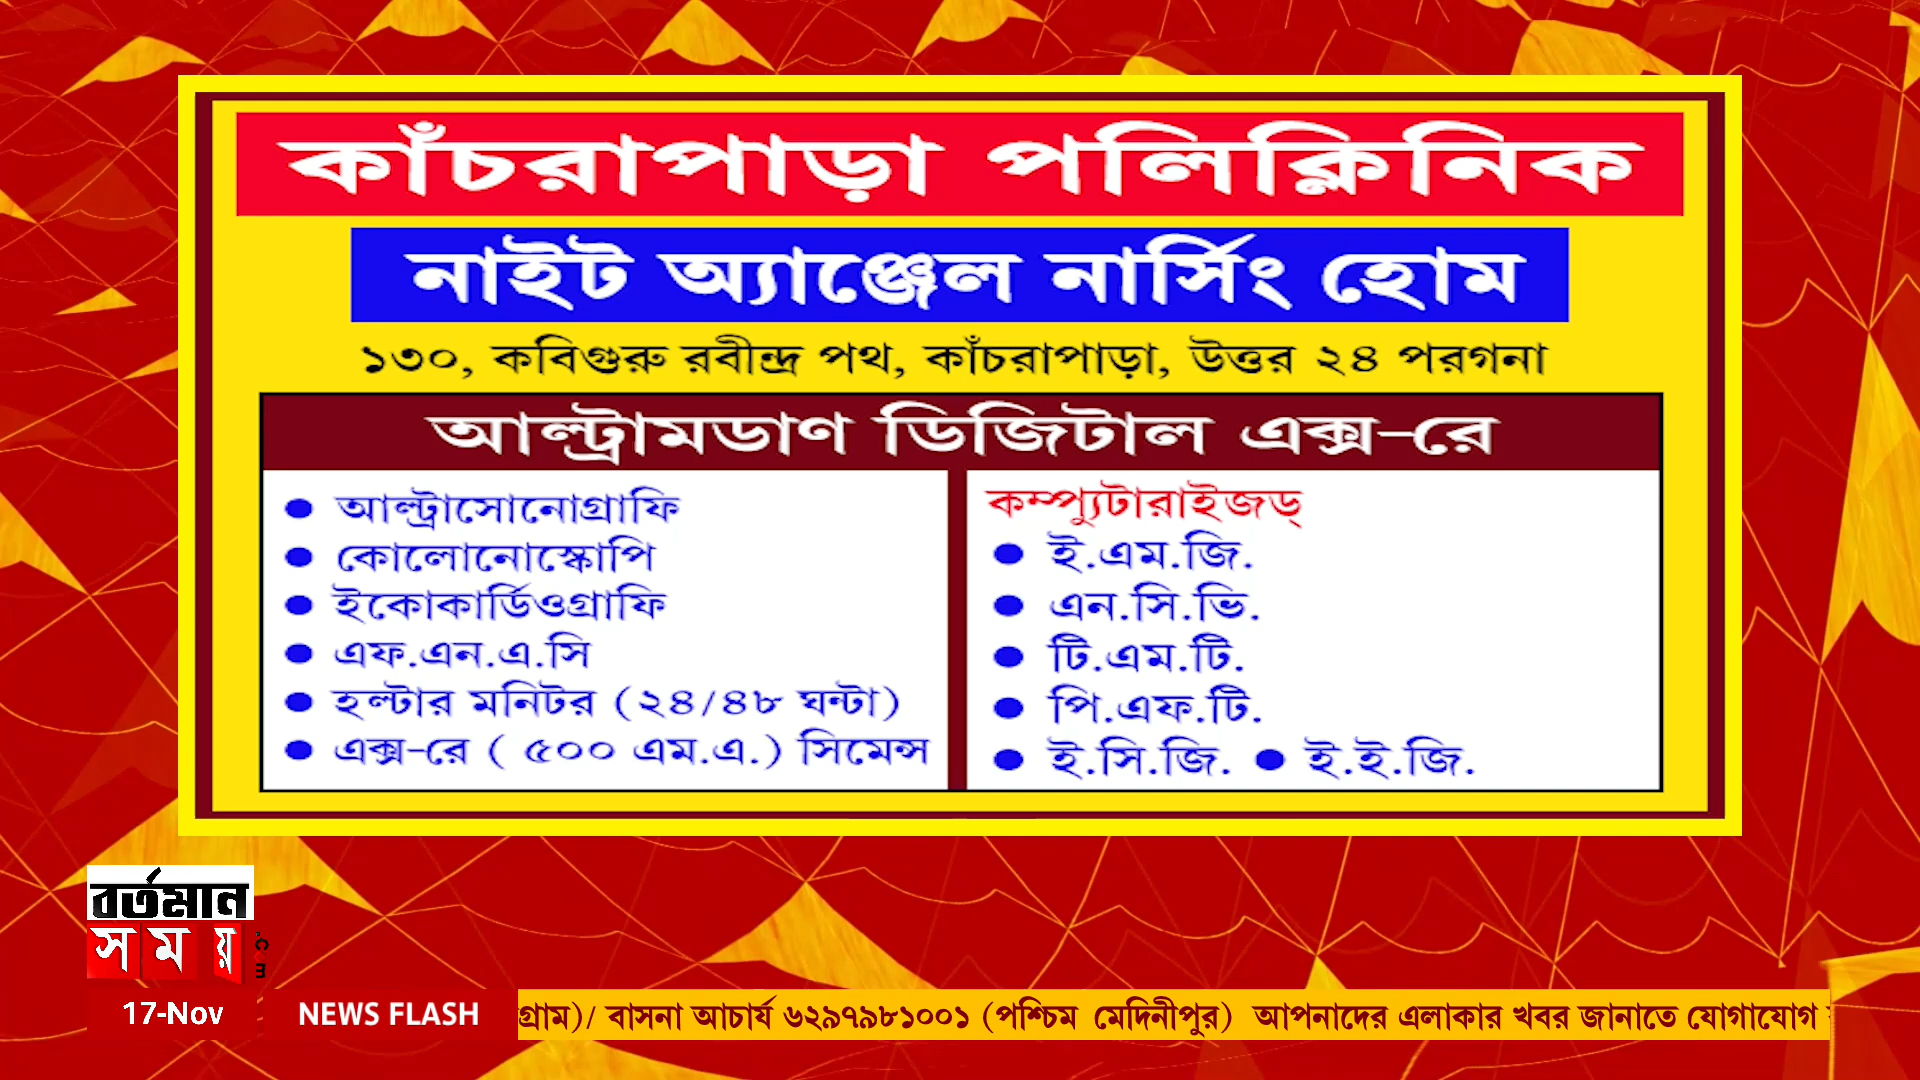 কাঁচরাপাড়া পলিক্লিনিক
নাইট অ্যাঞ্জেল নার্সিং হোম
১৩০, কবিগুরু রবীন্দ্র পথ, কাঁচরাপাড়া, উত্তর ২৪ পরগনা
আল্ট্রামডাণ ডিজিটাল এক্স-রে
● আল্ট্রাসোনোগ্রাফি
● কোলোনোস্কোপি
● ইকোকার্ডিওগ্রাফি
● এফ.এন.এ.সি
● হল্টার মনিটর (২৪/৪৮ ঘন্টা)
● এক্স-রে ( ৫০০ এম.এ.) সিমেন্স
কম্প্যুটারাইজড্
● ই.এম.জি.
● এন.সি.ভি.
● টি.এম.টি.
● পি.এফ.টি.
● ই.সি.জি. ● ই.ই.জি.
বর্তমান
সময়
17-Nov
NEWS FLASH
গ্রাম)/ বাসনা আচার্য ৬২৯৭৯৮১০০১ (পশ্চিম মেদিনীপুর) আপনাদের এলাকার খবর জানাতে যোগাযোগ